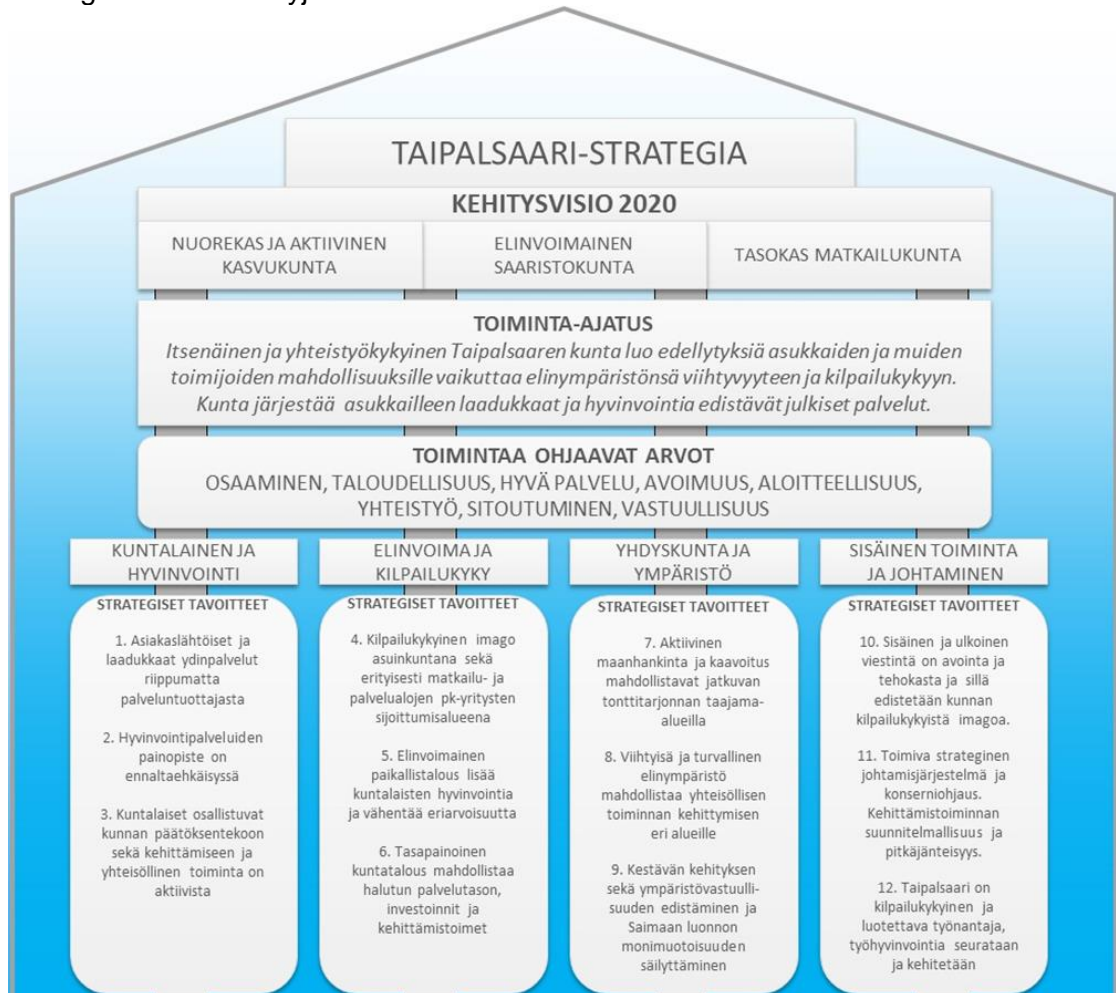 TAIPALSAARI-STRATEGIA
KEHITYSVISIO 2020
NUOREKAS JA AKTIIVINEN
KASVUKUNTA
ELINVOIMAINEN
SAARISTOKUNTA
TASOKAS MATKAILUKUNTA
TOIMINTA-AJATUS
Itsenäinen ja yhteistyökykyinen Taipalsaaren kunta luo edellytyksiä asukkaiden ja muiden
toimijoiden mahdollisuuksille vaikuttaa elinympäristönsä viihtyvyyteen ja kilpailukykyyn.
Kunta järjestää asukkailleen laadukkaat ja hyvinvointia edistävät julkiset palvelut.
TOIMINTAA OHJAAVAT ARVOT
OSAAMINEN, TALOUDELLISUUS, HYVÄ PALVELU, AVOIMUUS, ALOITTEELLISUUS,
YHTEISTYÖ, SITOUTUMINEN, VASTUULLISUUS
KUNTALAINEN JA
HYVINVOINTI
STRATEGISET TAVOITTEET
1. Asiakaslähtöiset ja
laadukkaat ydinpalvelut
riippumatta
palveluntuottajasta
2. Hyvinvointipalveluiden
painopiste on
ennaltaehkäisyssä
3. Kuntalaiset osallistuvat
kunnan päätöksentekoon
sekä kehittämiseen ja
yhteisöllinen toiminta on
aktiivista
ELINVOIMA JA
KILPAILUKYKY
STRATEGISET TAVOITTEET
4. Kilpailukykyinen imago
asuinkuntana sekä
erityisesti matkailu- ja
palvelualojen pk-yritysten
sijoittumisalueena
5. Elinvoimainen
paikallistalous lisää
kuntalaisten hyvinvointia
ja vähentää eriarvoisuutta
6. Tasapainoinen
kuntatalous mahdollistaa
halutun palvelutason,
investoinnit ja
kehittämistoimet
YHDYSKUNTA JA
YMPÄRISTÖ
STRATEGISET TAVOITTEET
7. Aktiivinen
maanhankinta ja kaavoitus
mahdollistavat jatkuvan
tonttitarjonnan taajama-
alueilla
8. Viihtyisä ja turvallinen
elinympäristö
mahdollistaa yhteisöllisen
toiminnan kehittymisen
eri alueille
9. Kestävän kehityksen
sekä ympäristövastuulli-
suuden edistäminen ja
Saimaan luonnon
monimuotoisuuden
säilyttäminen
SISÄINEN TOIMINTA
JA JOHTAMINEN
STRATEGISET TAVOITTEET
10. Sisäinen ja ulkoinen
viestintä on avointa ja
tehokasta ja sillä
edistetään kunnan
kilpailukykyistä imagoa.
11. Toimiva strateginen
johtamisjärjestelmä ja
konserniohjaus.
Kehittämistoiminnan
suunnitelmallisuus ja
pitkäjänteisyys.
12. Taipalsaari on
kilpailukykyinen ja
luotettava työnantaja,
työhyvinvointia seurataan
ja kehitetään